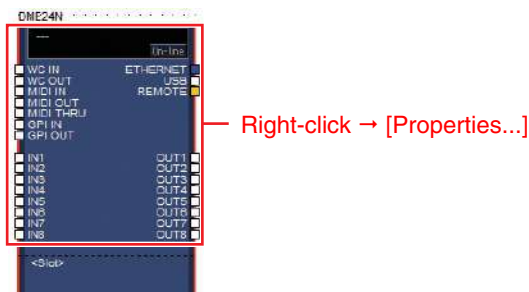 DME24N
---
On-line
WC IN ETHERNET
WC OUT USB
MIDI IN REMOTE
MIDI OUT
MIDI THRU
GPI IN
GPI OUT
Right-click → [Properties...]
IN1 OUT1
IN2 OUT2
IN3 OUT3
IN4 OUT4
IN5 OUT5
IN6 OUT6
IN7 OUT7
IN8 OUT8
<Slot>